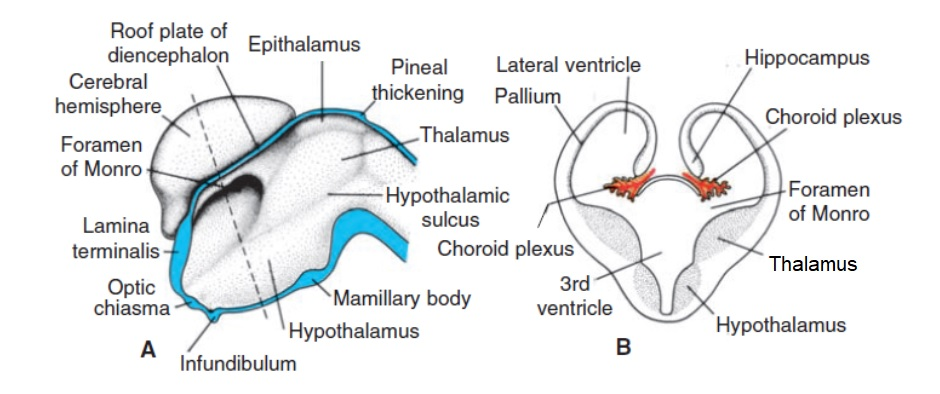 Roof plate of
diencephalon
Epithalamus
Cerebral
hemisphere
Pineal
thickening
Foramen
of Monro
Thalamus
Hypothalamic
sulcus
Lamina
terminalis
Optic
chiasma
Mamillary body
Hypothalamus
Infundibulum
A
Lateral ventricle
Hippocampus
Pallium
Choroid plexus
Foramen
of Monro
Choroid plexus
Thalamus
3rd
ventricle
Hypothalamus
B